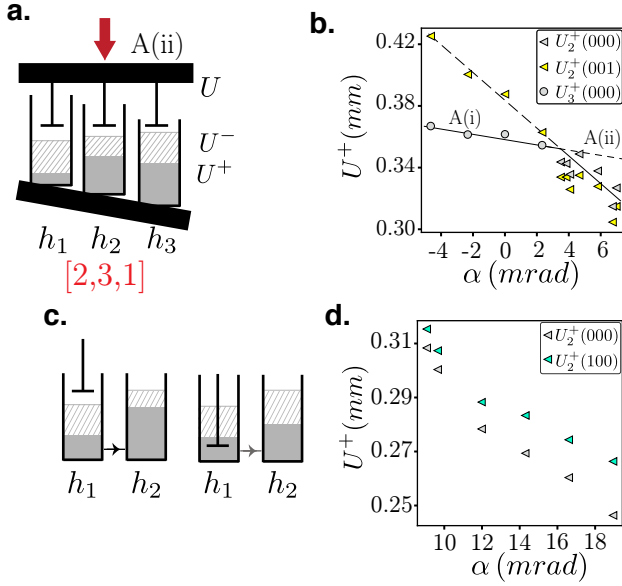 a.
A(ii)
U
U⁻
U⁺
h₁ h₂ h₃
[2,3,1]
b.
U⁺(mm)
0.42
0.38
0.34
0.30
U₂⁺(000)
U₂⁺(001)
U₃⁺(000)
A(i)
A(ii)
-4 -2 0 2 4 6
α (mrad)
c.
h₁ h₂ h₁ h₂
d.
U⁺(mm)
0.31
0.29
0.27
0.25
U₂⁺(000)
U₂⁺(100)
10 12 14 16 18
α (mrad)